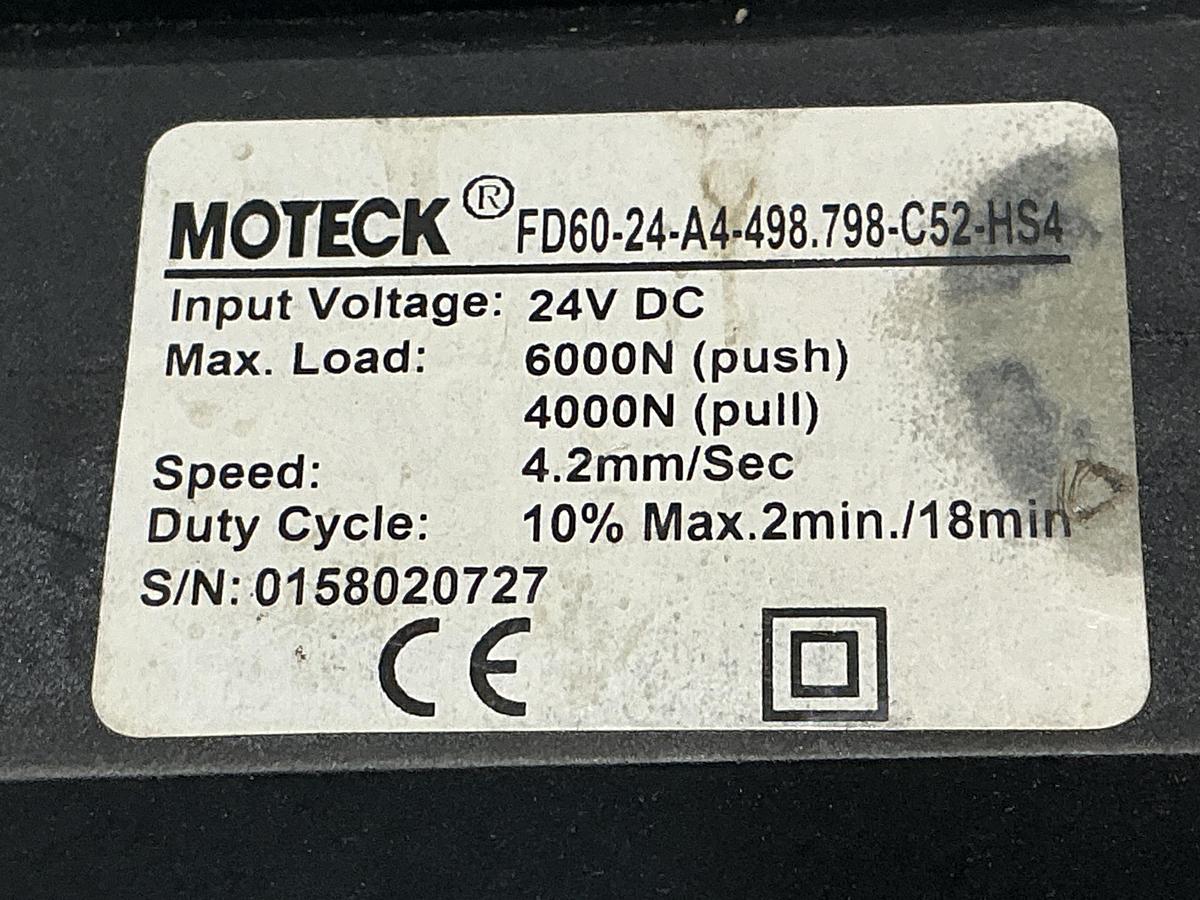 MOTECK® FD60-24-A4-498.798-C52-HS4
Input Voltage: 24V DC
Max. Load: 6000N (push)
4000N (pull)
Speed: 4.2mm/Sec
Duty Cycle: 10% Max.2min./18min
S/N: 0158020727
CE